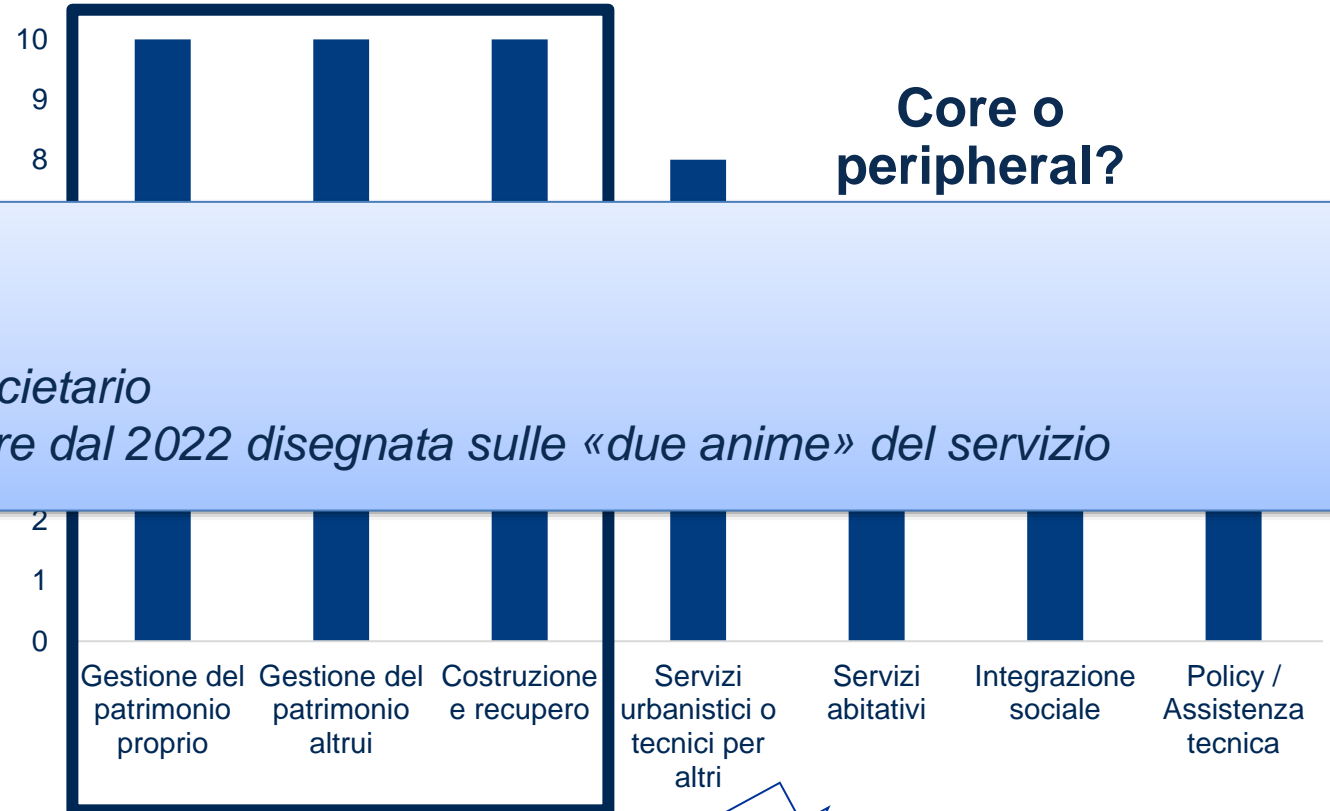 10
9
8
Core o
peripheral?
cietario
re dal 2022 disegnata sulle «due anime» del servizio
2
1
0
Gestione del
patrimonio
proprio
Gestione del
patrimonio
altrui
Costruzione
e recupero
Servizi
urbanistici o
tecnici per
altri
Servizi
abitativi
Integrazione
sociale
Policy /
Assistenza
tecnica